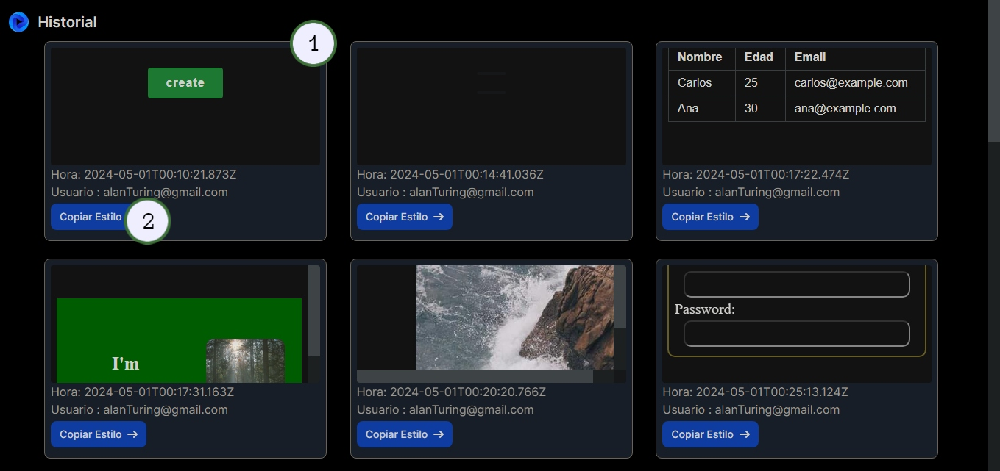 Historial
1
create
Hora: 2024-05-01T00:10:21.873Z
Usuario : alanTuring@gmail.com
Copiar Estilo
2
Hora: 2024-05-01T00:14:41.036Z
Usuario : alanTuring@gmail.com
Copiar Estilo →
Nombre Edad Email
Carlos 25 carlos@example.com
Ana 30 ana@example.com
Hora: 2024-05-01T00:17:22.474Z
Usuario : alanTuring@gmail.com
Copiar Estilo →
I'm
Hora: 2024-05-01T00:17:31.163Z
Usuario : alanTuring@gmail.com
Copiar Estilo →
Hora: 2024-05-01T00:20:20.766Z
Usuario : alanTuring@gmail.com
Copiar Estilo →
Password:
Hora: 2024-05-01T00:25:13.124Z
Usuario : alanTuring@gmail.com
Copiar Estilo →